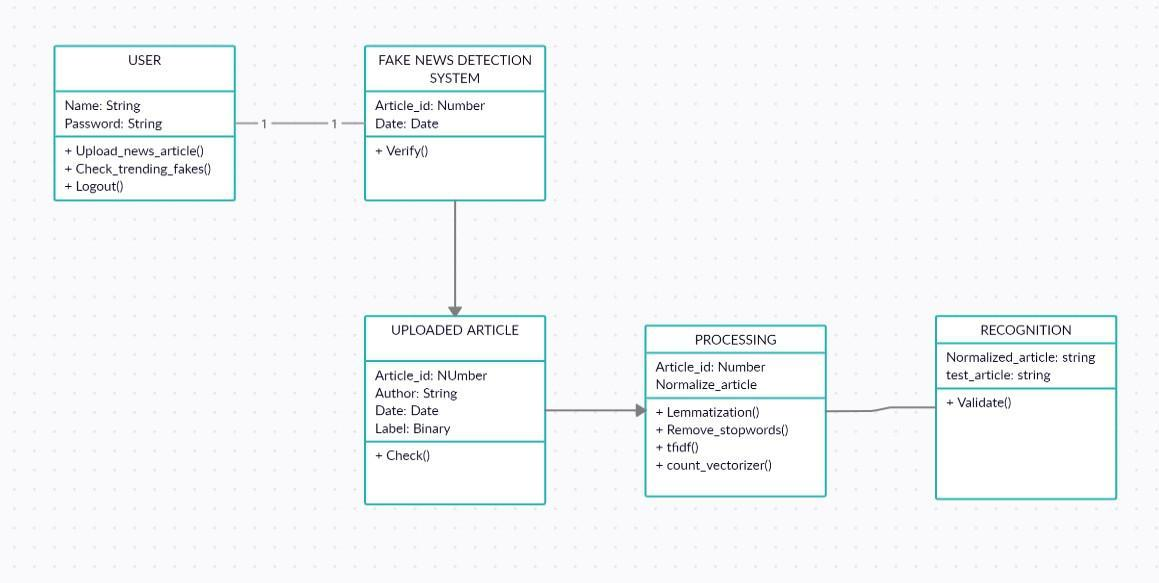 USER
Name: String
Password: String
+ Upload_news_article()
+ Check_trending_fakes()
+ Logout()
1
1
FAKE NEWS DETECTION
SYSTEM
Article_id: Number
Date: Date
+ Verify()
UPLOADED ARTICLE
Article_id: NUmber
Author: String
Date: Date
Label: Binary
+ Check()
PROCESSING
Article_id: Number
Normalize_article
+ Lemmatization()
+ Remove_stopwords()
+ tfidf()
+ count_vectorizer()
RECOGNITION
Normalized_article: string
test_article: string
+ Validate()